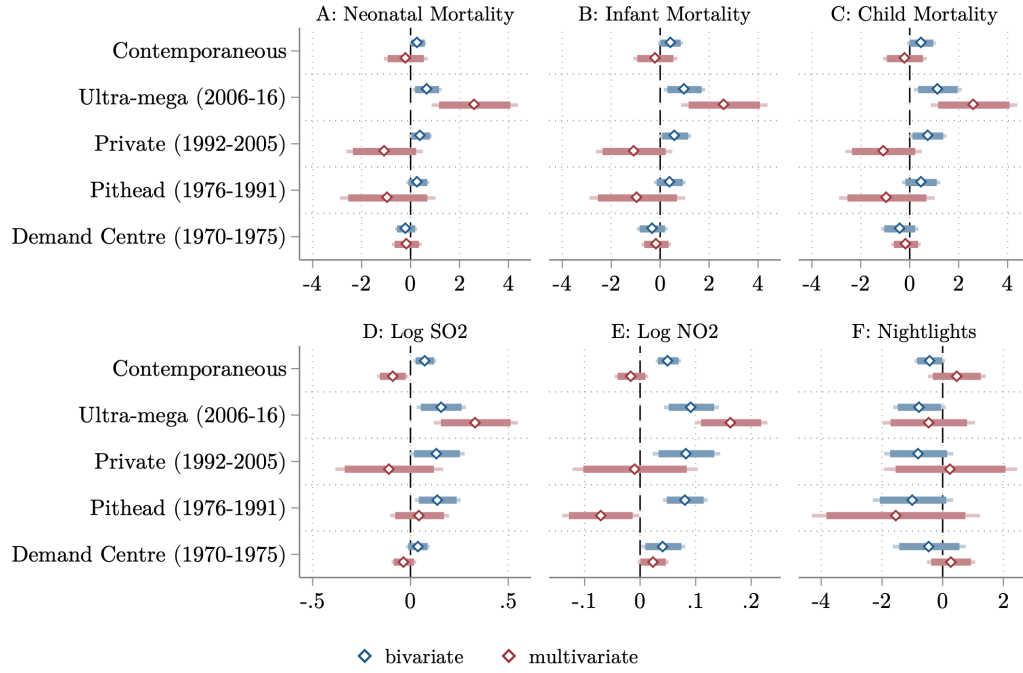 A: Neonatal Mortality B: Infant Mortality C: Child Mortality
Contemporaneous
Ultra-mega (2006-16)
Private (1992-2005)
Pithead (1976-1991)
Demand Centre (1970-1975)
-4 -2 0 2 4 -4 -2 0 2 4 -4 -2 0 2 4
D: Log SO2 E: Log NO2 F: Nightlights
Contemporaneous
Ultra-mega (2006-16)
Private (1992-2005)
Pithead (1976-1991)
Demand Centre (1970-1975)
-.5 0 .5 -.1 0 .1 .2 -4 -2 0 2
bivariate multivariate